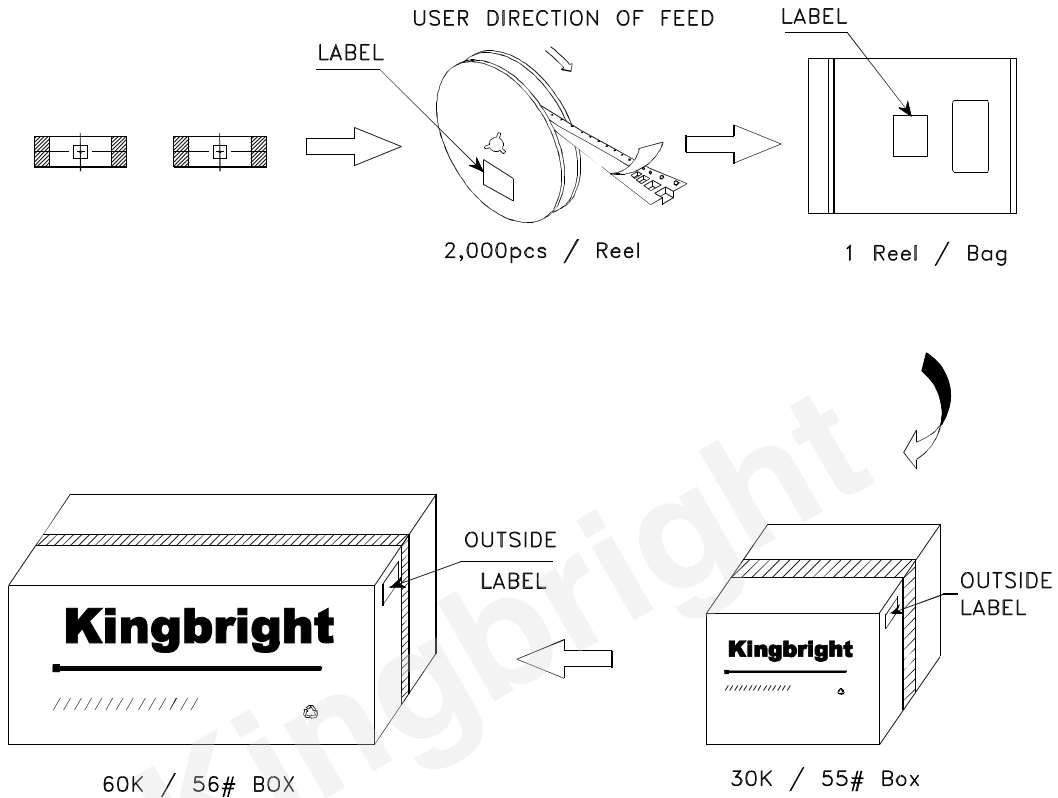 USER DIRECTION OF FEED
LABEL
LABEL
2,000pcs / Reel
1 Reel / Bag
OUTSIDE
LABEL
OUTSIDE
LABEL
Kingbright
Kingbright
60K / 56# BOX
30K / 55# Box
Kingbright